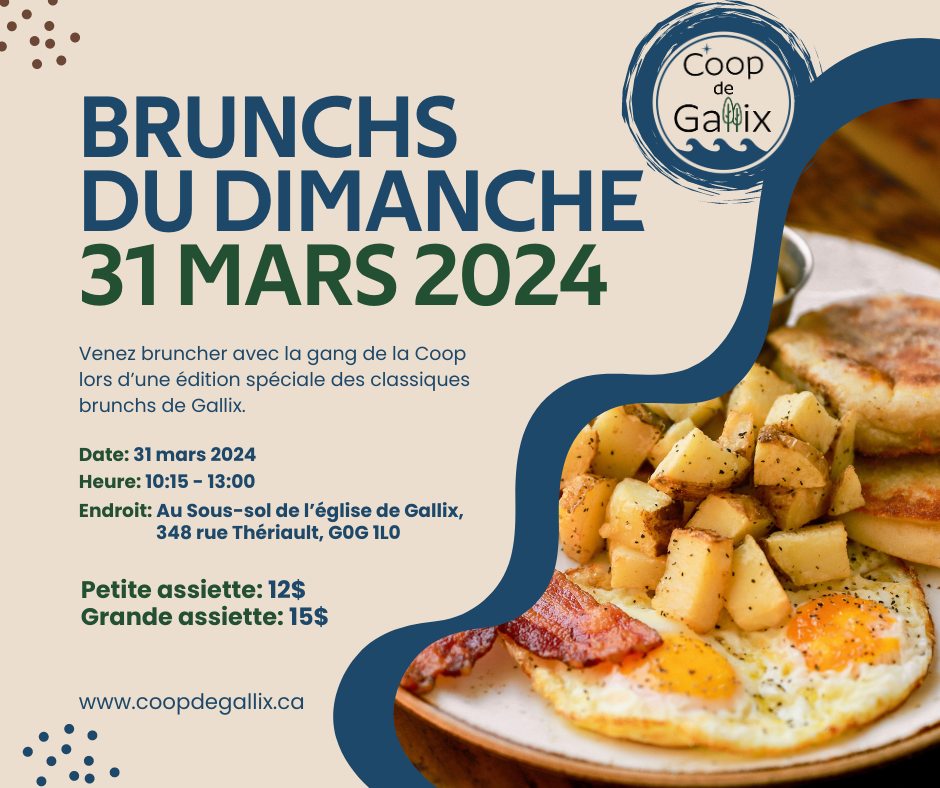 Coop
de
Gallix
BRUNCHS
DU DIMANCHE
31 MARS 2024
Venez bruncher avec la gang de la Coop
lors d’une édition spéciale des classiques
brunchs de Gallix.
Date: 31 mars 2024
Heure: 10:15 - 13:00
Endroit: Au Sous-sol de l’église de Gallix,
348 rue Thériault, G0G 1L0
Petite assiette: 12$
Grande assiette: 15$
www.coopdegallix.ca